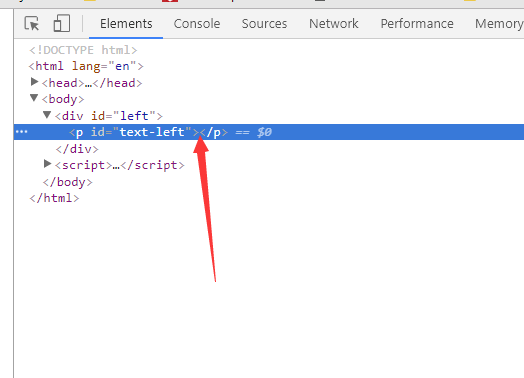 Elements Console Sources Network Performance Memory
<!DOCTYPE html>
<html lang="en">
<head>…</head>
<body>
<div id="left">
… <p id="text-left"></p> == $0
</div>
<script>…</script>
</body>
</html>